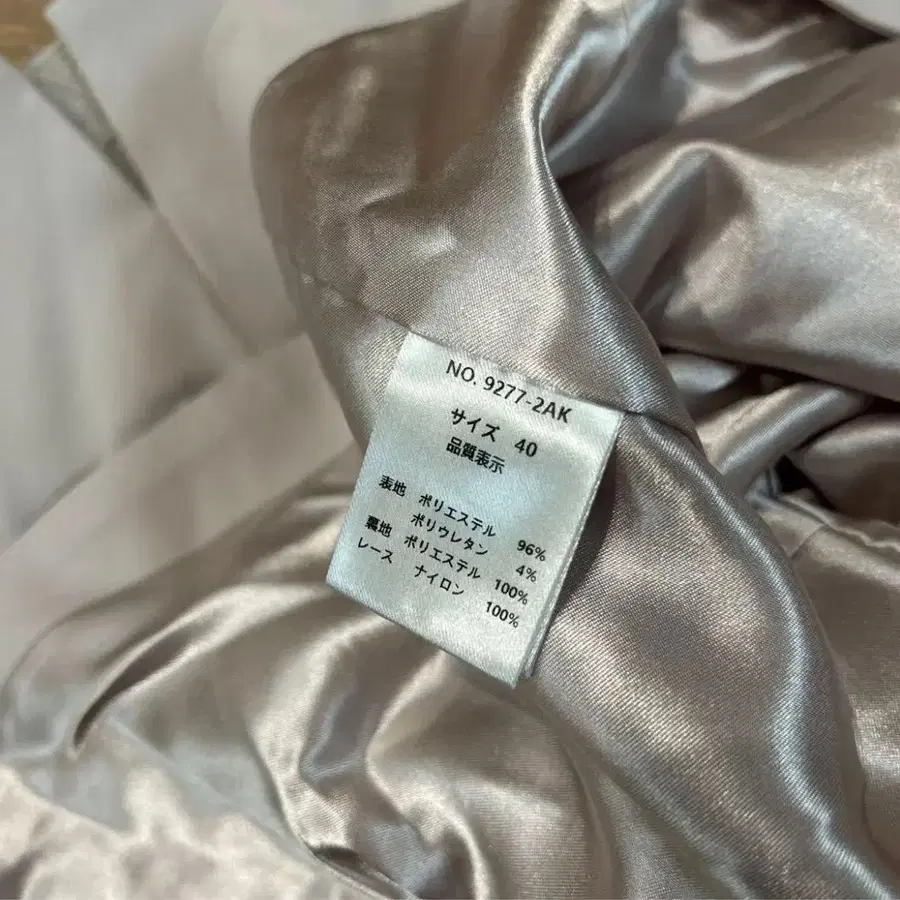 NO. 9277-2AK
サイズ 40
品質表示
表地 ポリエステル 96%
ポリウレタン 4%
裏地 ポリエステル 100%
レース ナイロン 100%